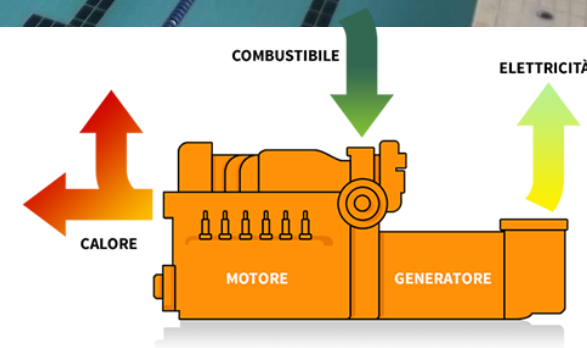 COMBUSTIBILE
ELETTRICITÀ
CALORE
MOTORE
GENERATORE